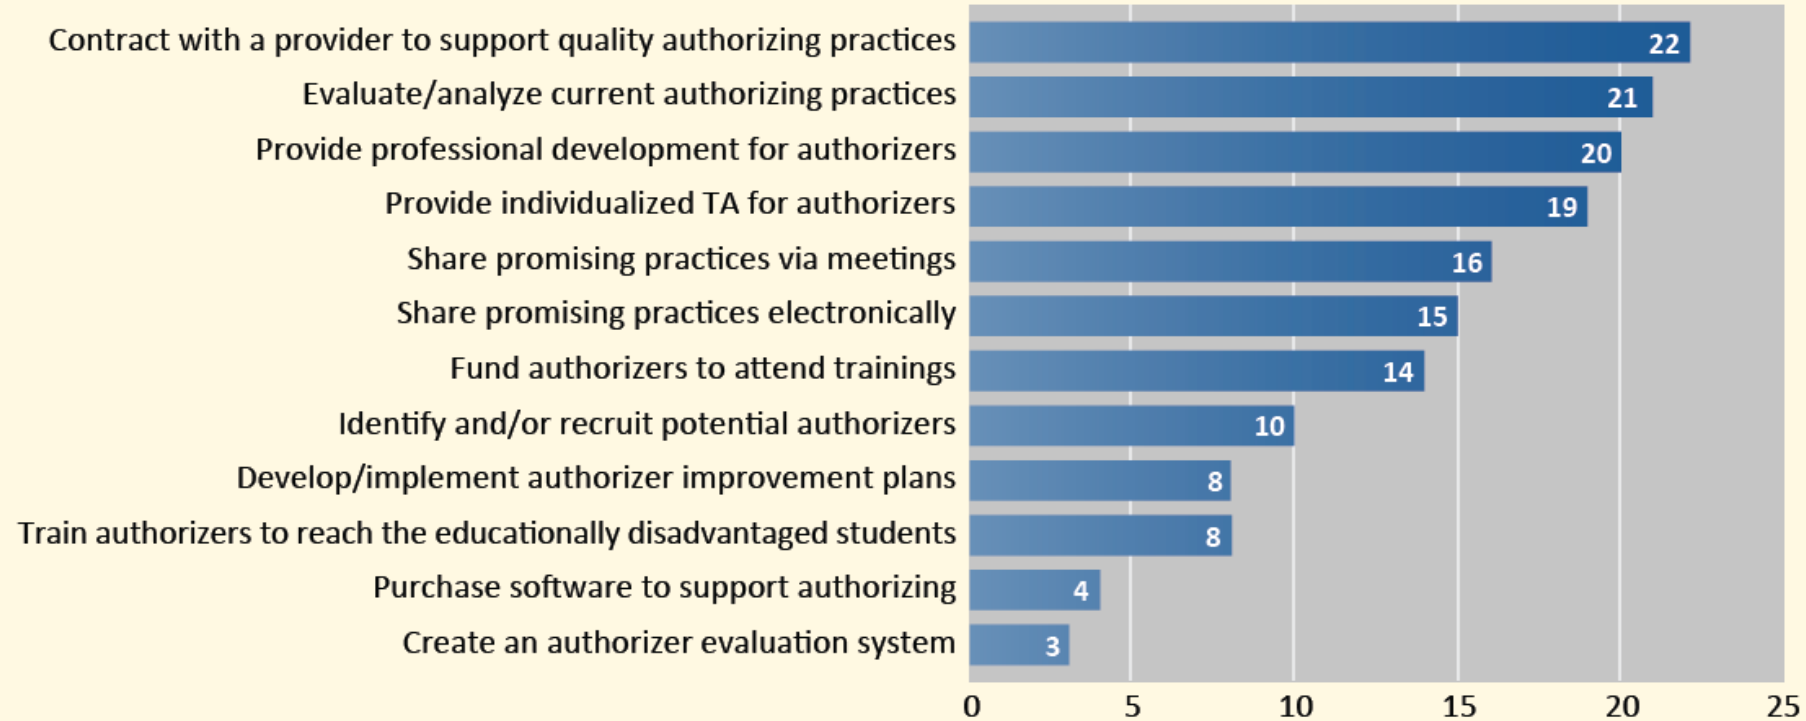 Contract with a provider to support quality authorizing practices 22
Evaluate/analyze current authorizing practices 21
Provide professional development for authorizers 20
Provide individualized TA for authorizers 19
Share promising practices via meetings 16
Share promising practices electronically 15
Fund authorizers to attend trainings 14
Identify and/or recruit potential authorizers 10
Develop/implement authorizer improvement plans 8
Train authorizers to reach the educationally disadvantaged students 8
Purchase software to support authorizing 4
Create an authorizer evaluation system 3
0 5 10 15 20 25